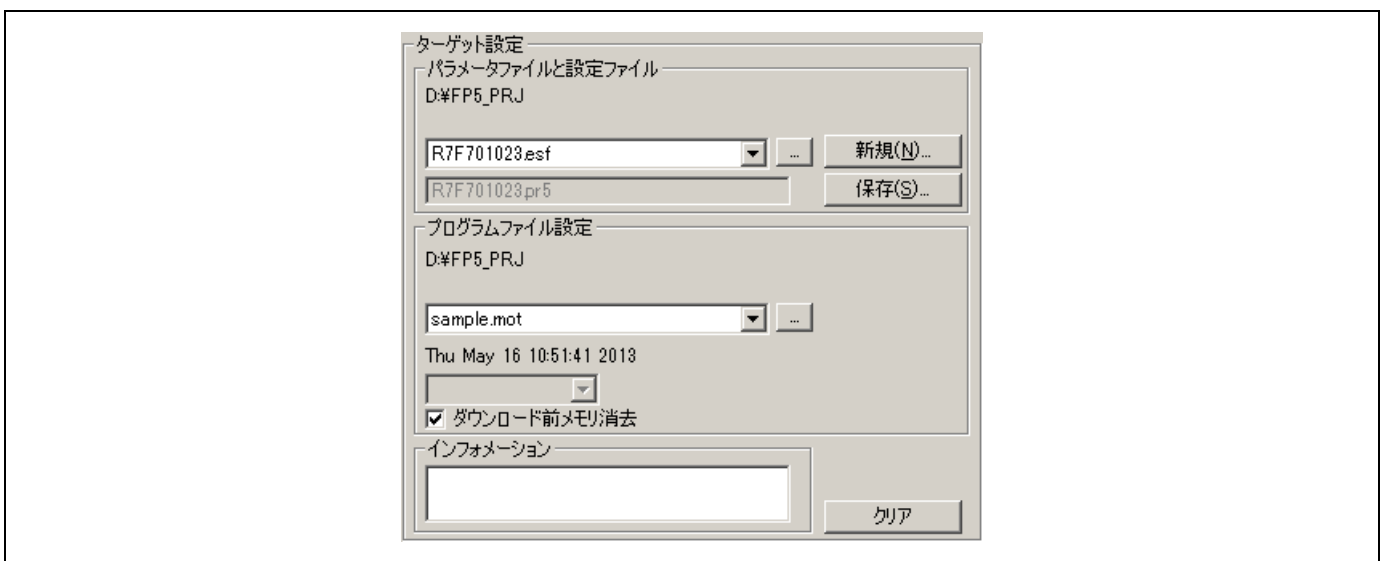 ターゲット設定
パラメータファイルと設定ファイル
D:¥FP5_PRJ
R7F701023.esf
...
新規(N)...
R7F701023.pr5
保存(S)...
プログラムファイル設定
D:¥FP5_PRJ
sample.mot
...
Thu May 16 10:51:41 2013
ダウンロード前メモリ消去
インフォメーション
クリア